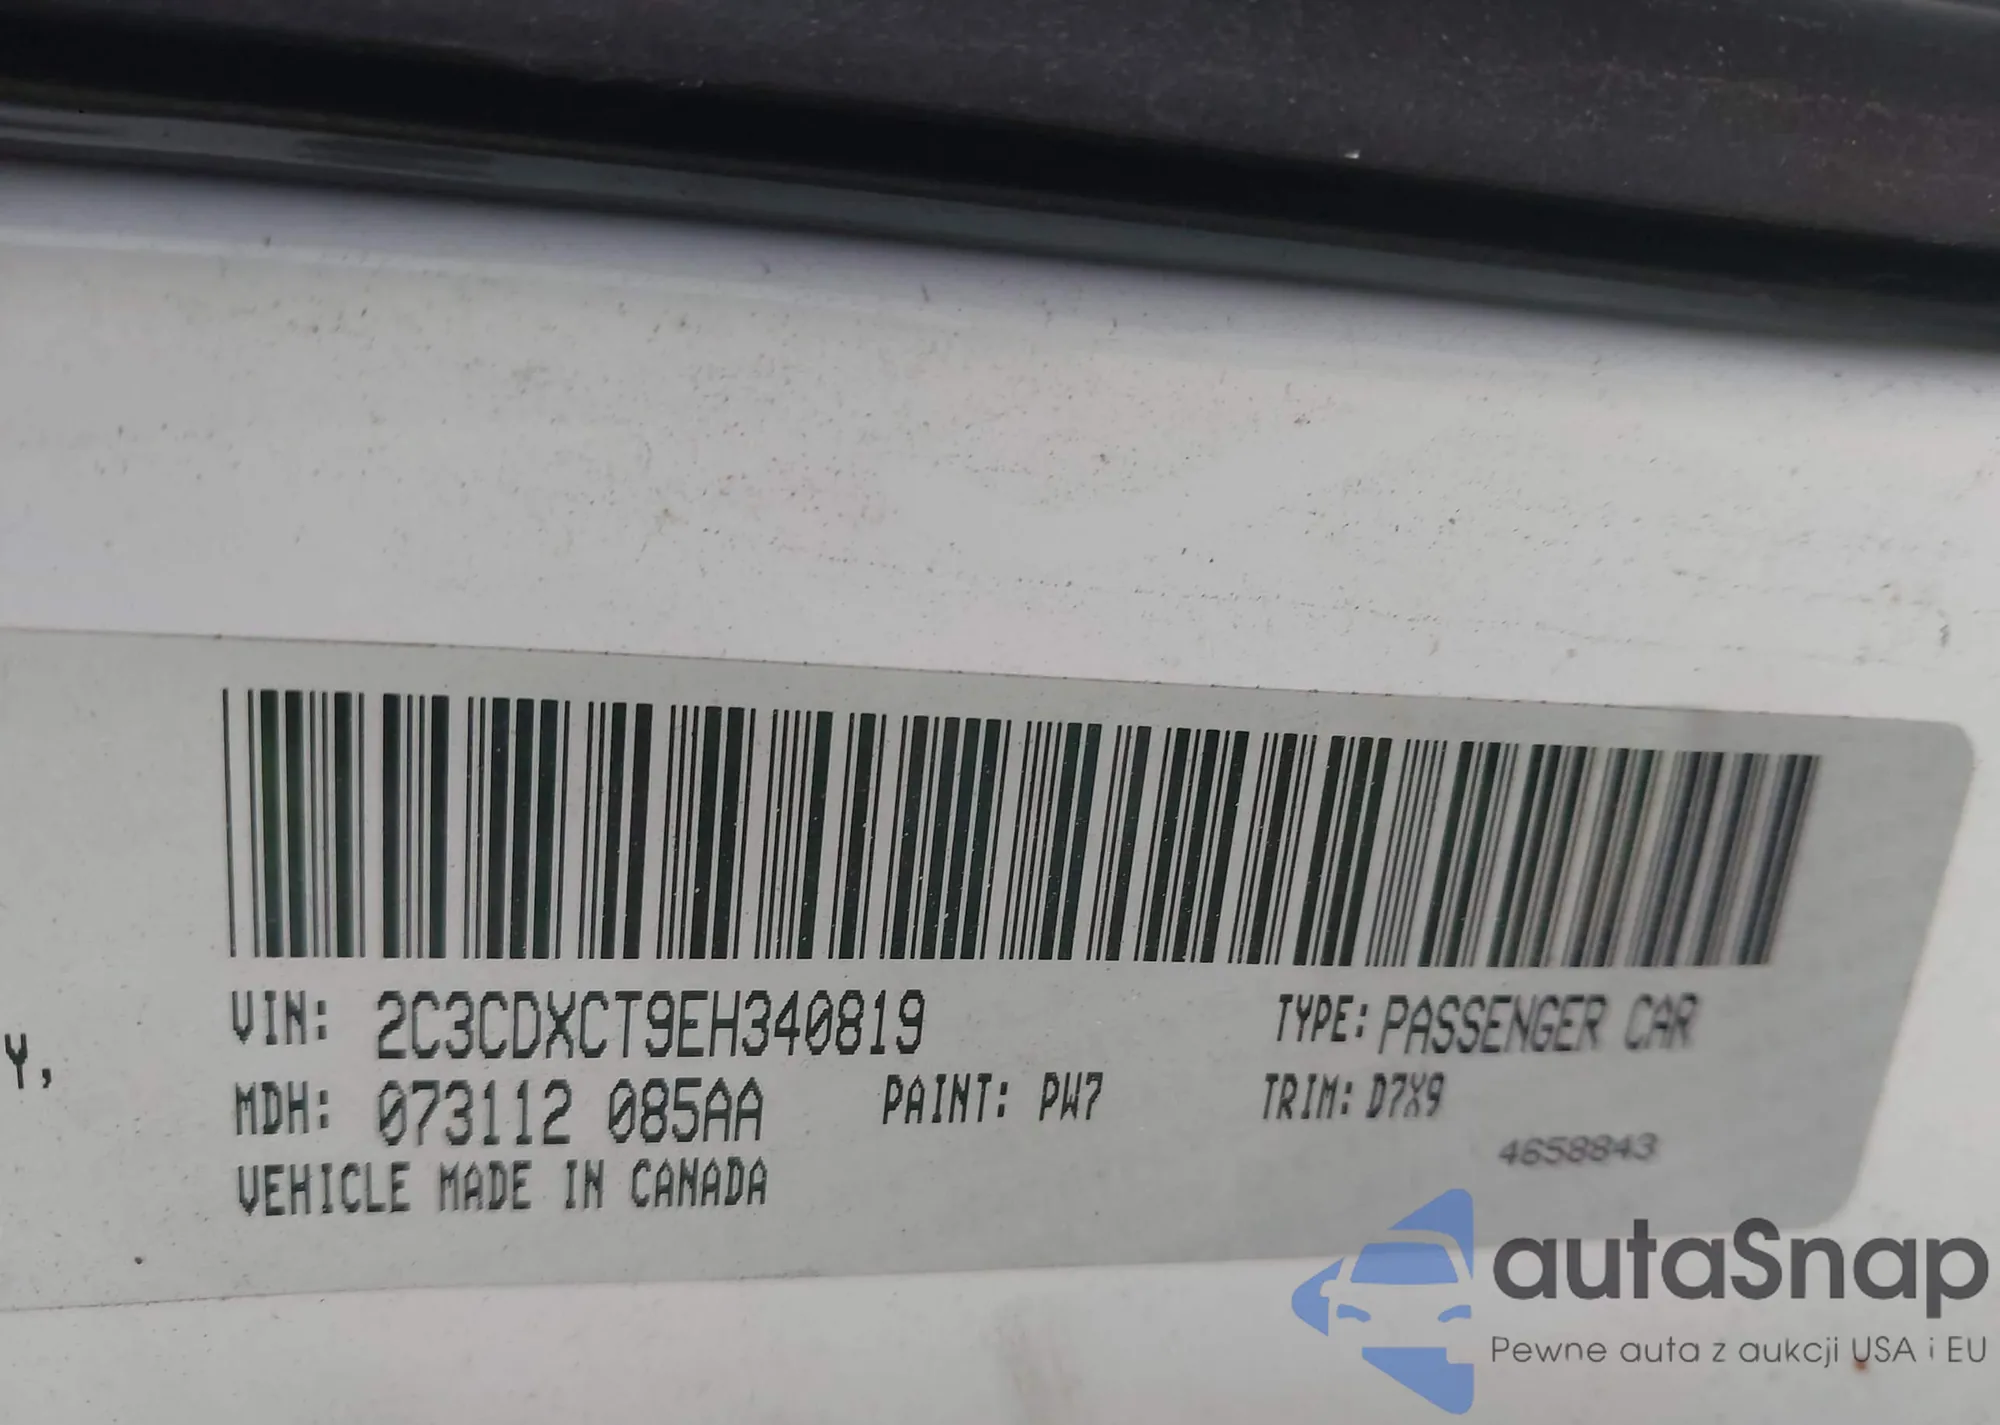 Y,
VIN: 2C3CDXCT9EH340819 TYPE: PASSENGER CAR
MDH: 073112 085AA PAINT: PW7 TRIM: D7X9
4658843
VEHICLE MADE IN CANADA
autaSnap
Pewne auta z aukcji USA i EU